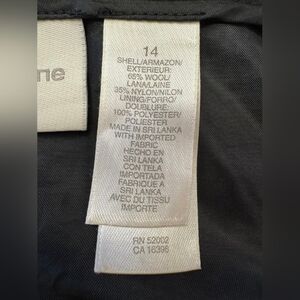 ne
14
SHELL/ARMAZON/
EXTERIEUR:
65% WOOL/
LANA/LAINE
35% NYLON/NILON
LINING/FORRO/
DOUBLURE:
100% POLYESTER/
POLIESTER
MADE IN SRI LANKA
WITH IMPORTED
FABRIC
HECHO EN
SRI LANKA
CON TELA
IMPORTADA
FABRIQUE A
SRI LANKA
AVEC DU TISSU
IMPORTE
RN 52002
CA 16396